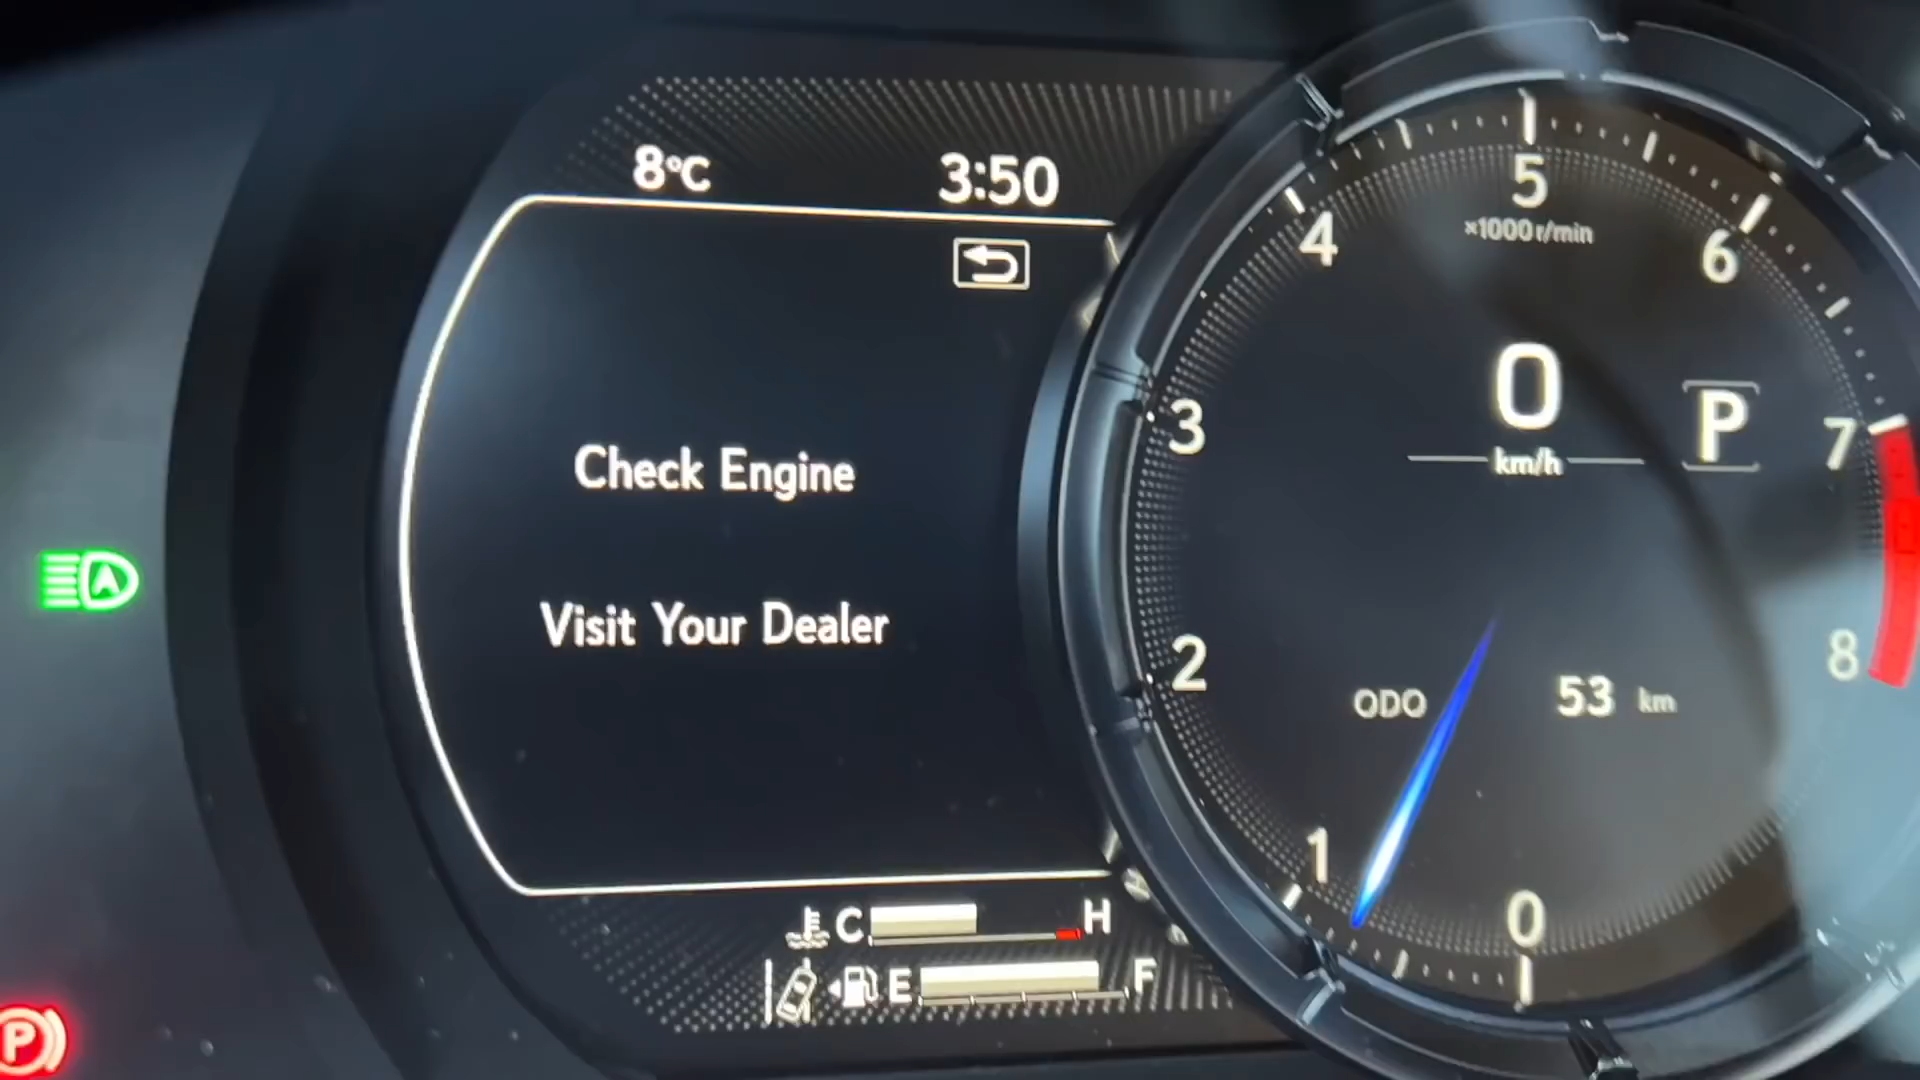 8°C 3:50
Check Engine
Visit Your Dealer
C H
E F
A
P
5
×1000 r/min
4 6
3 7
0
km/h
P
2 8
ODO 53 km
1 0